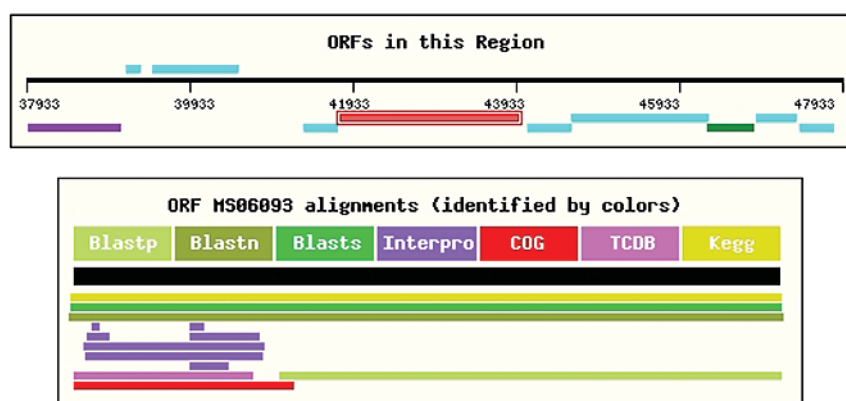 ORFs in this Region
37933 39933 41933 43933 45933 47933
ORF MS06093 alignments (identified by colors)
Blastp Blastn Blasts Interpro COG TCDB Kegg